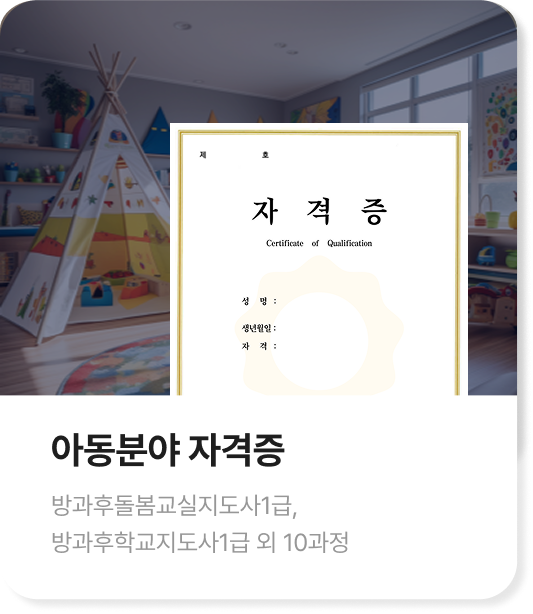 제 호
자 격 증
Certificate of Qualification
성 명 :
생년월일 :
자 격 :
아동분야 자격증
방과후돌봄교실지도사1급,
방과후학교지도사1급 외 10과정